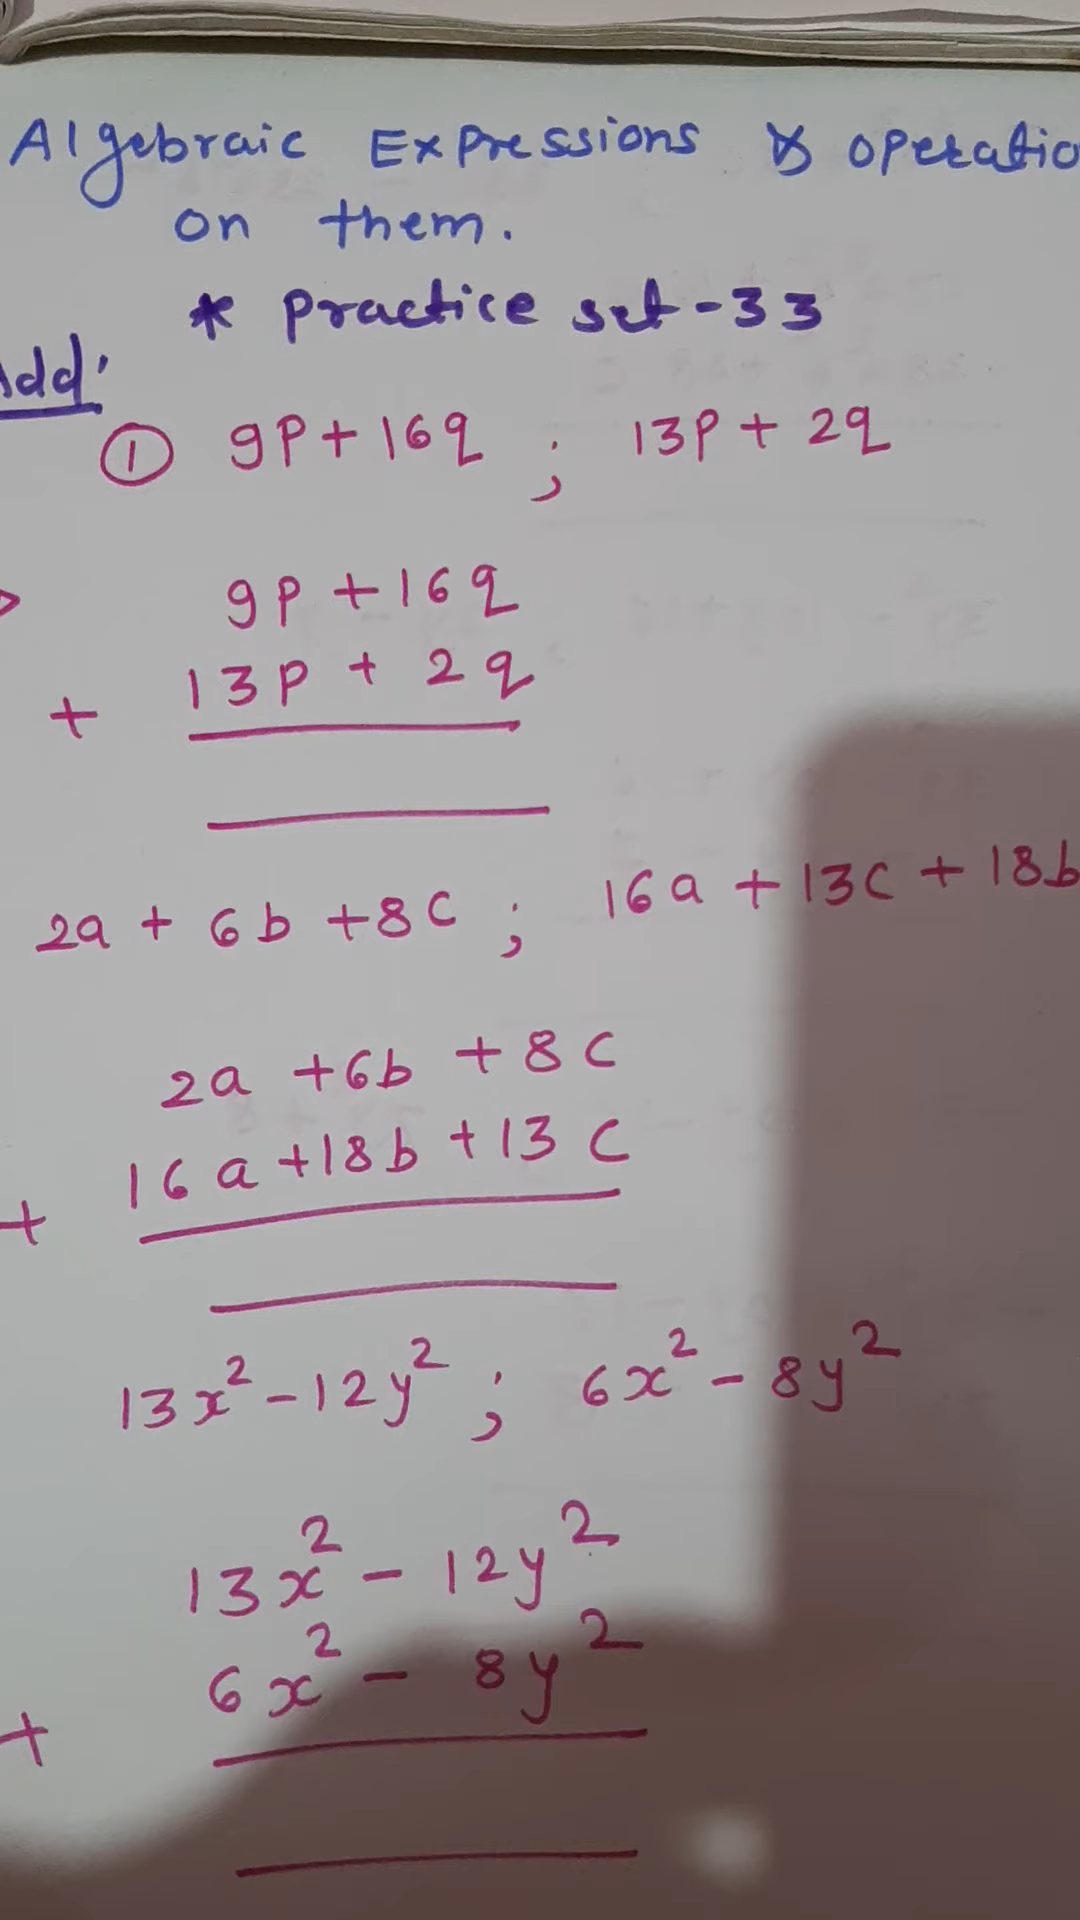 Algebraic Expressions & operatio
on them.
* Practice set-33
Add:
① 9p+16q ; 13p + 2q
9p +16q
13p + 2q
+
2a + 6b +8c ; 16a + 13c + 18b
2a +6b +8c
16a +18b +13c
+
13x² -12y² ; 6x² - 8y²
13x² - 12y²
6x² - 8y²
+